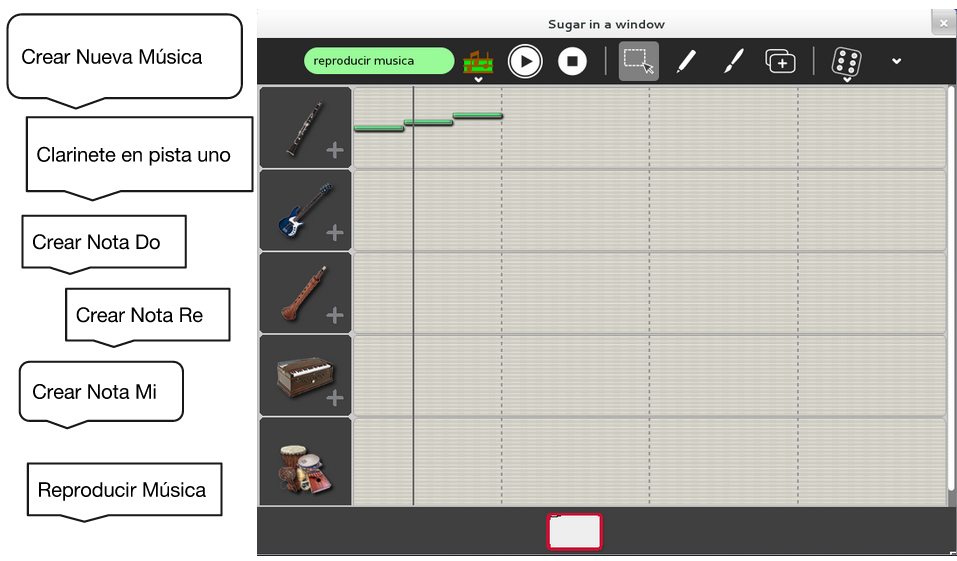 Crear Nueva Música
Clarinete en pista uno
Crear Nota Do
Crear Nota Re
Crear Nota Mi
Reproducir Música
Sugar in a window
reproducir musica